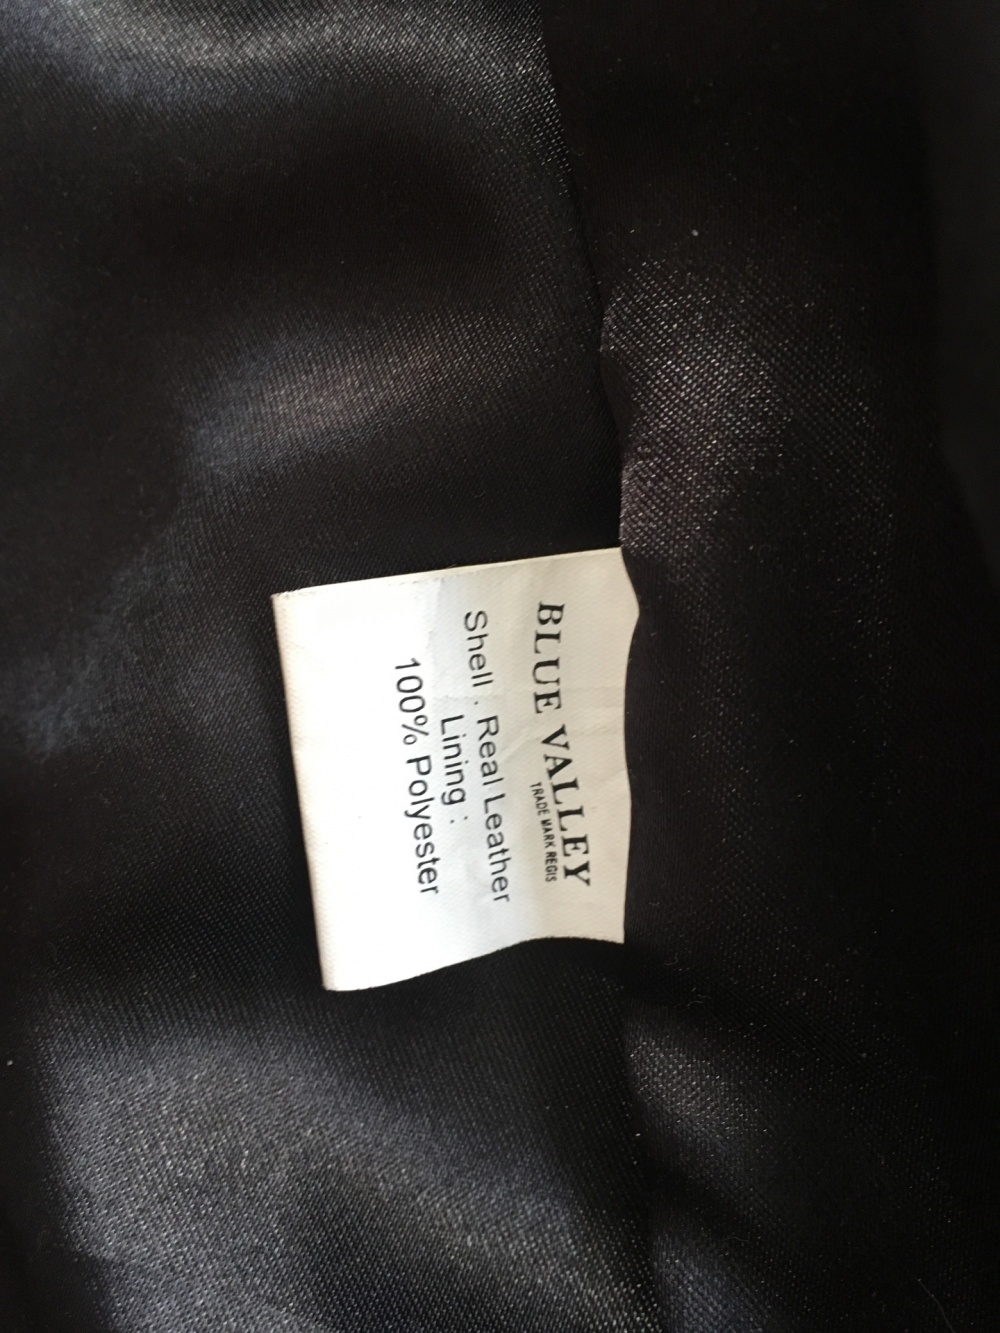 BLUE VALLEY
TRADE MARK REGIS
Shell . Real Leather
Lining :
100% Polyester